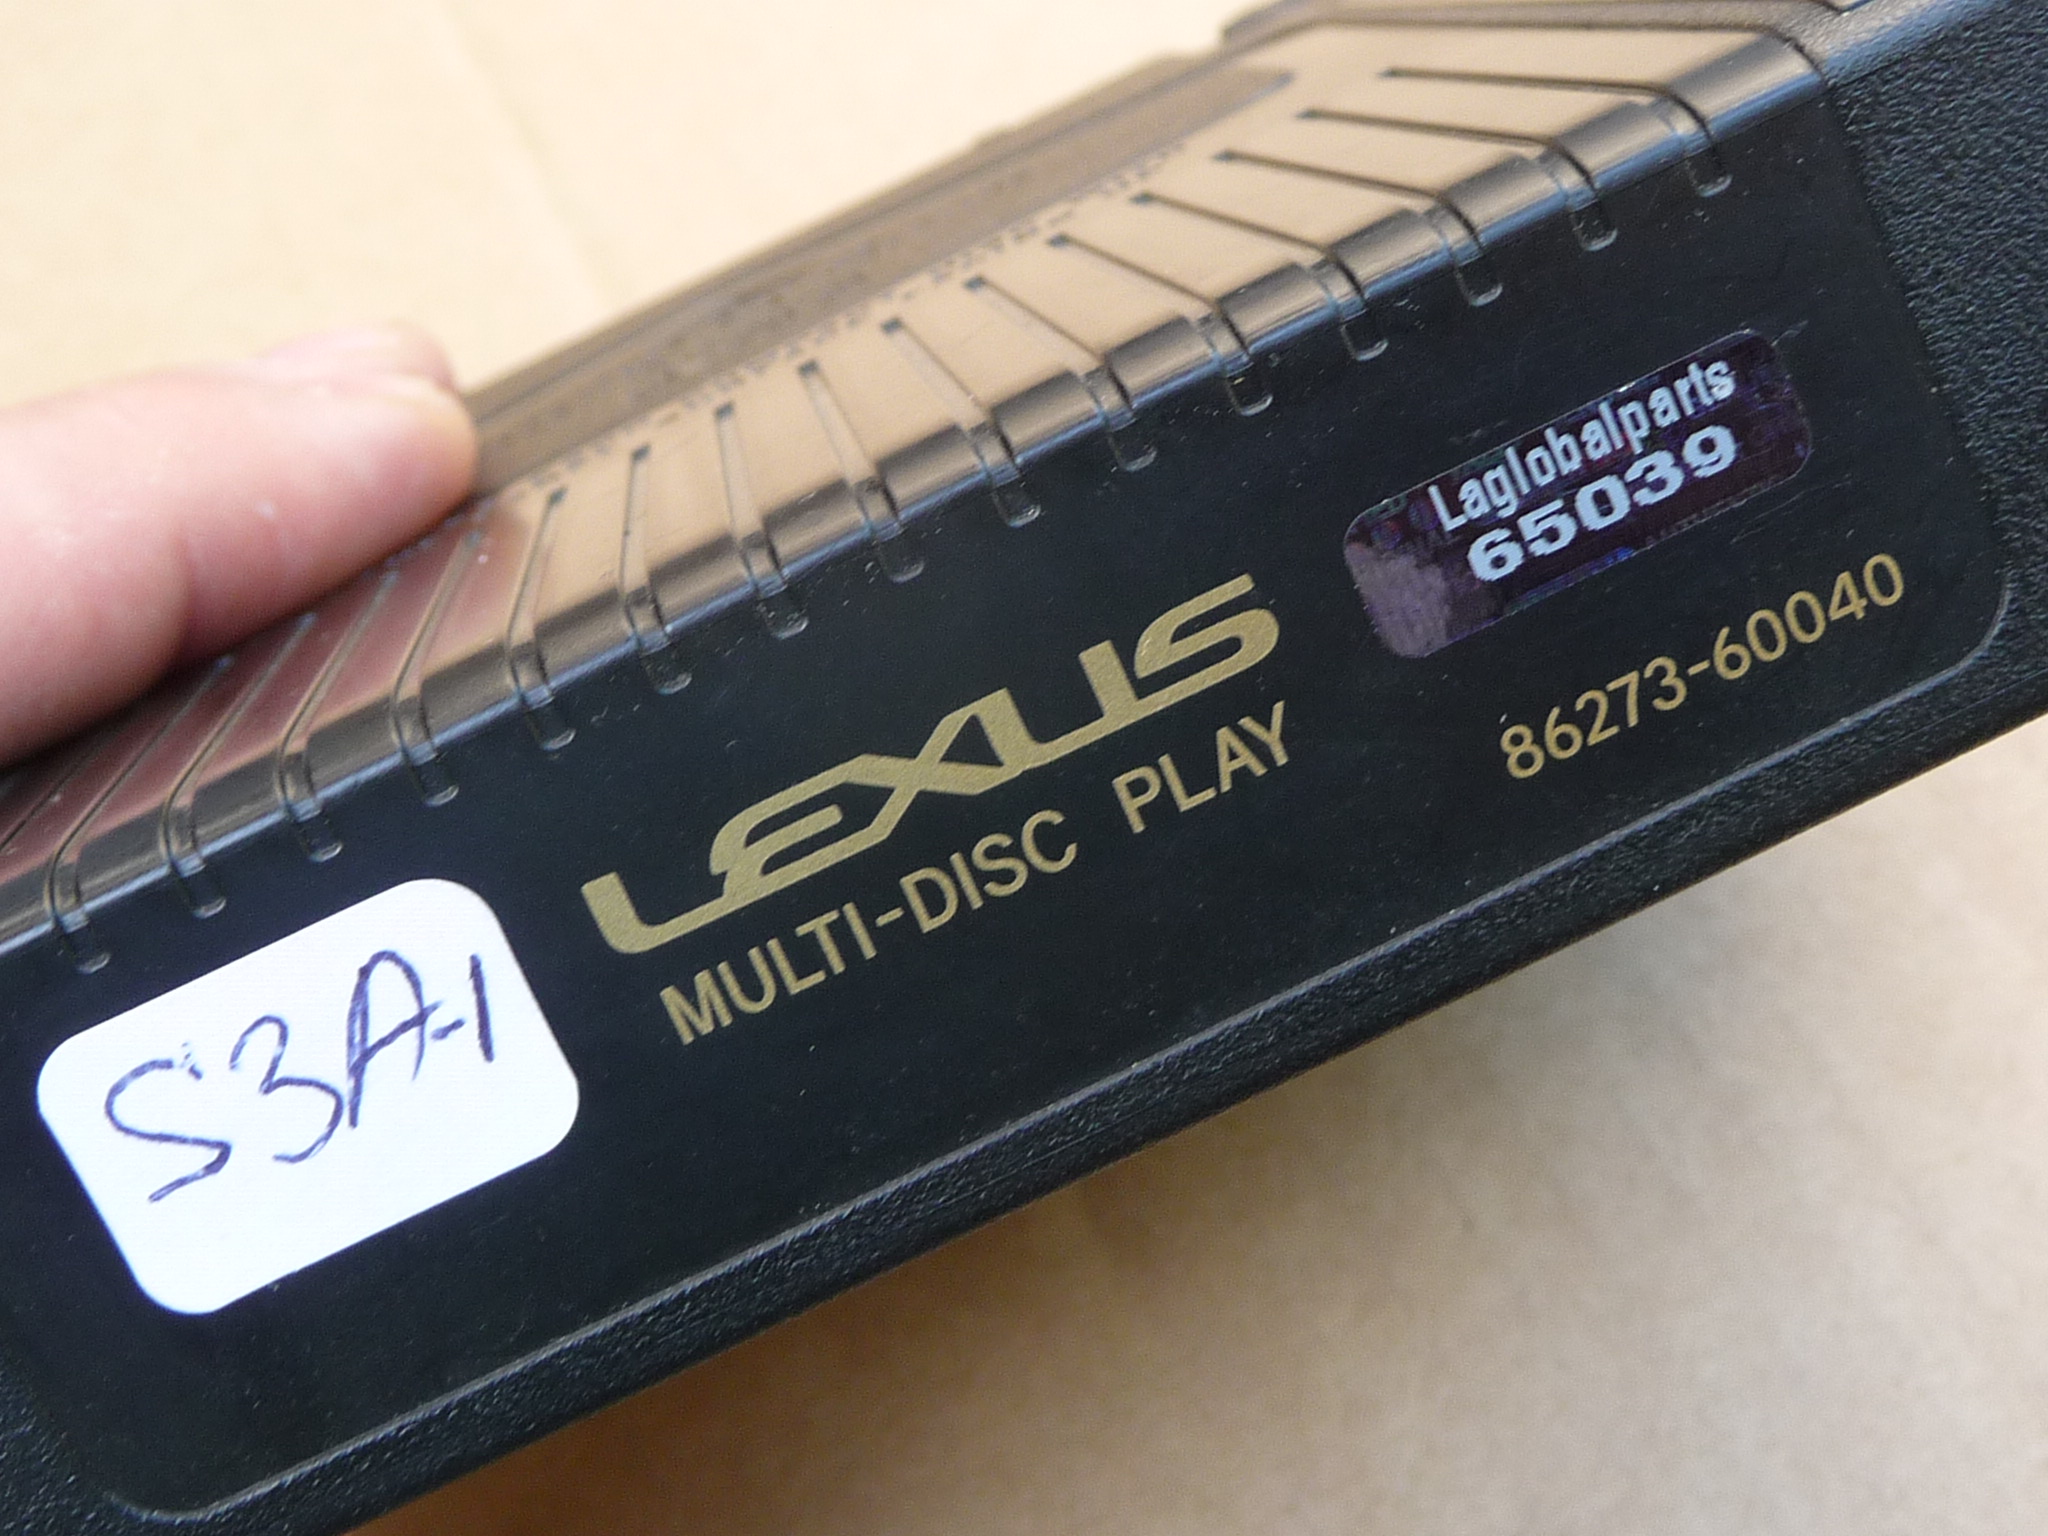 Laglobalparts
65039
LEXUS
MULTI-DISC PLAY
86273-60040
S3A-1